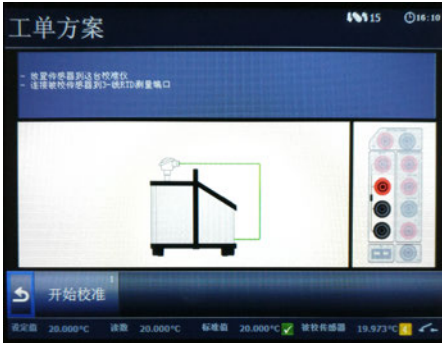 工单方案
15
16:10
- 放置传感器到这台校准仪
- 连接被校传感器到3-线RTD测量端口
开始校准
设定值 20.000°C 读数 20.000°C 标准值 20.000°C 被校传感器 19.973°C